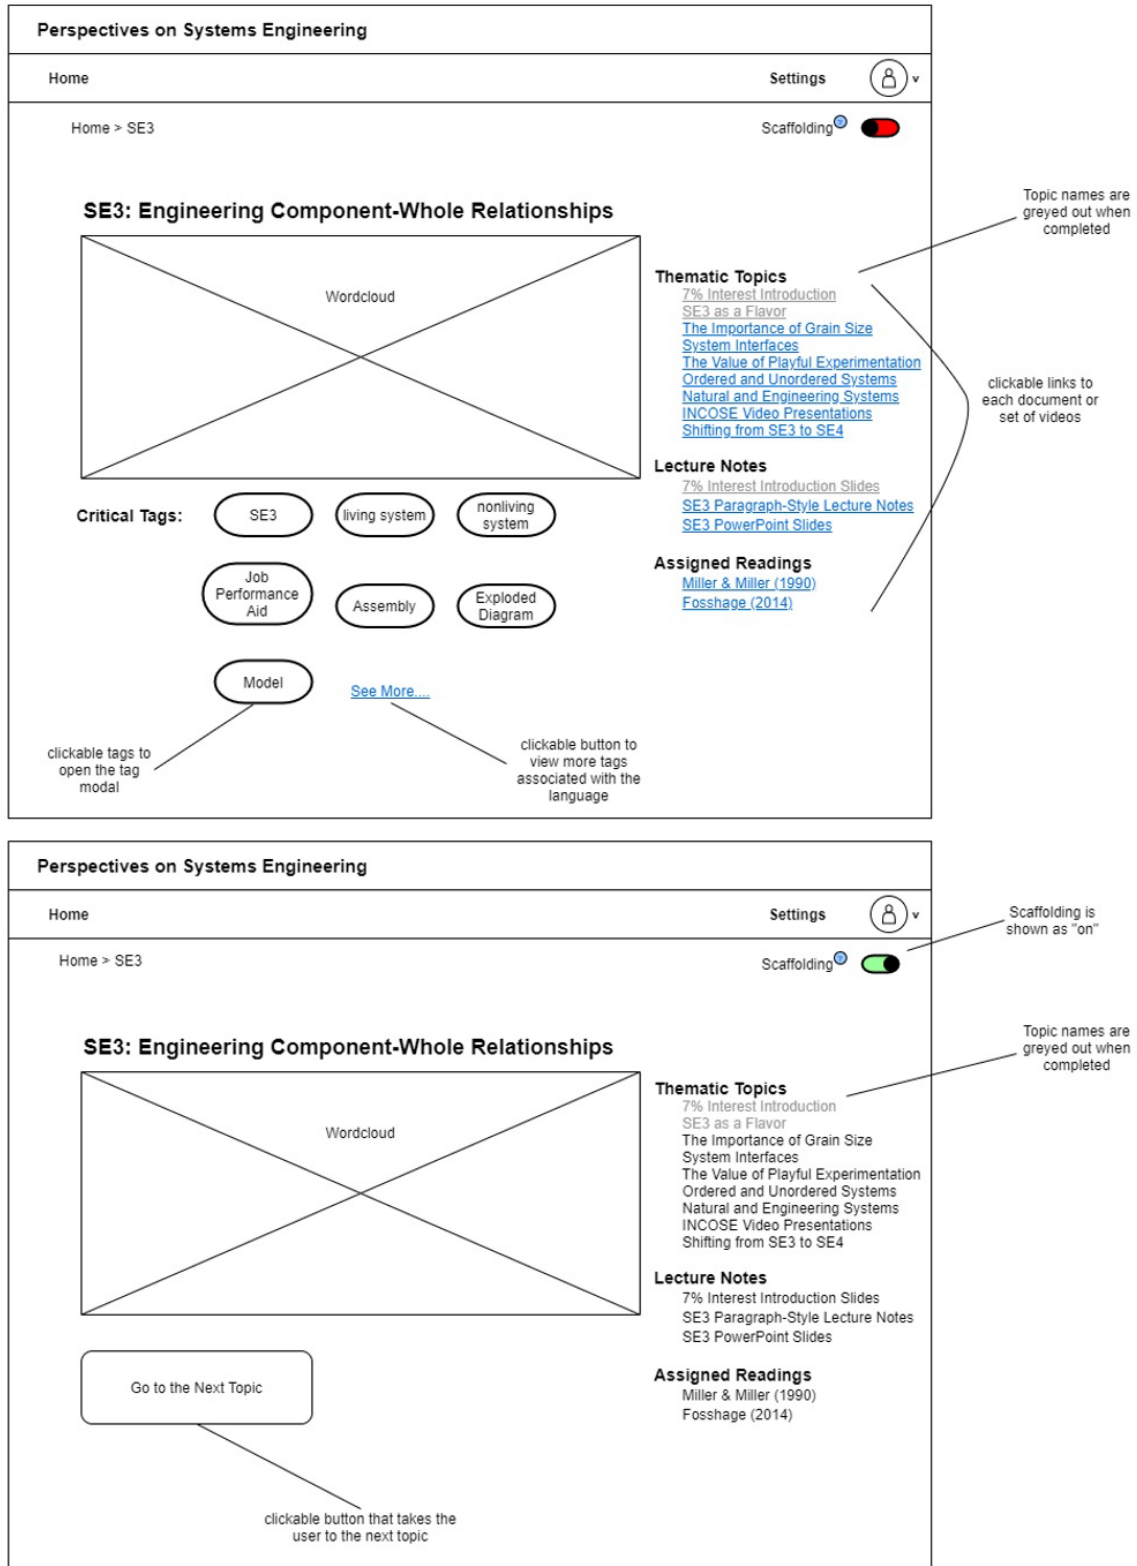 Perspectives on Systems Engineering
Home
Settings
v
Home > SE3
Scaffolding
?
SE3: Engineering Component-Whole Relationships
Wordcloud
Topic names are
greyed out when
completed
Thematic Topics
7% Interest Introduction
SE3 as a Flavor
The Importance of Grain Size
System Interfaces
The Value of Playful Experimentation
Ordered and Unordered Systems
Natural and Engineering Systems
INCOSE Video Presentations
Shifting from SE3 to SE4
clickable links to
each document or
set of videos
Lecture Notes
7% Interest Introduction Slides
SE3 Paragraph-Style Lecture Notes
SE3 PowerPoint Slides
Assigned Readings
Miller & Miller (1990)
Fosshage (2014)
Critical Tags:
SE3
living system
nonliving
system
Job
Performance
Aid
Assembly
Exploded
Diagram
Model
See More....
clickable tags to
open the tag
modal
clickable button to
view more tags
associated with the
language
Perspectives on Systems Engineering
Home
Settings
v
Home > SE3
Scaffolding
?
Scaffolding is
shown as "on"
SE3: Engineering Component-Whole Relationships
Wordcloud
Topic names are
greyed out when
completed
Thematic Topics
7% Interest Introduction
SE3 as a Flavor
The Importance of Grain Size
System Interfaces
The Value of Playful Experimentation
Ordered and Unordered Systems
Natural and Engineering Systems
INCOSE Video Presentations
Shifting from SE3 to SE4
Lecture Notes
7% Interest Introduction Slides
SE3 Paragraph-Style Lecture Notes
SE3 PowerPoint Slides
Assigned Readings
Miller & Miller (1990)
Fosshage (2014)
Go to the Next Topic
clickable button that takes the
user to the next topic